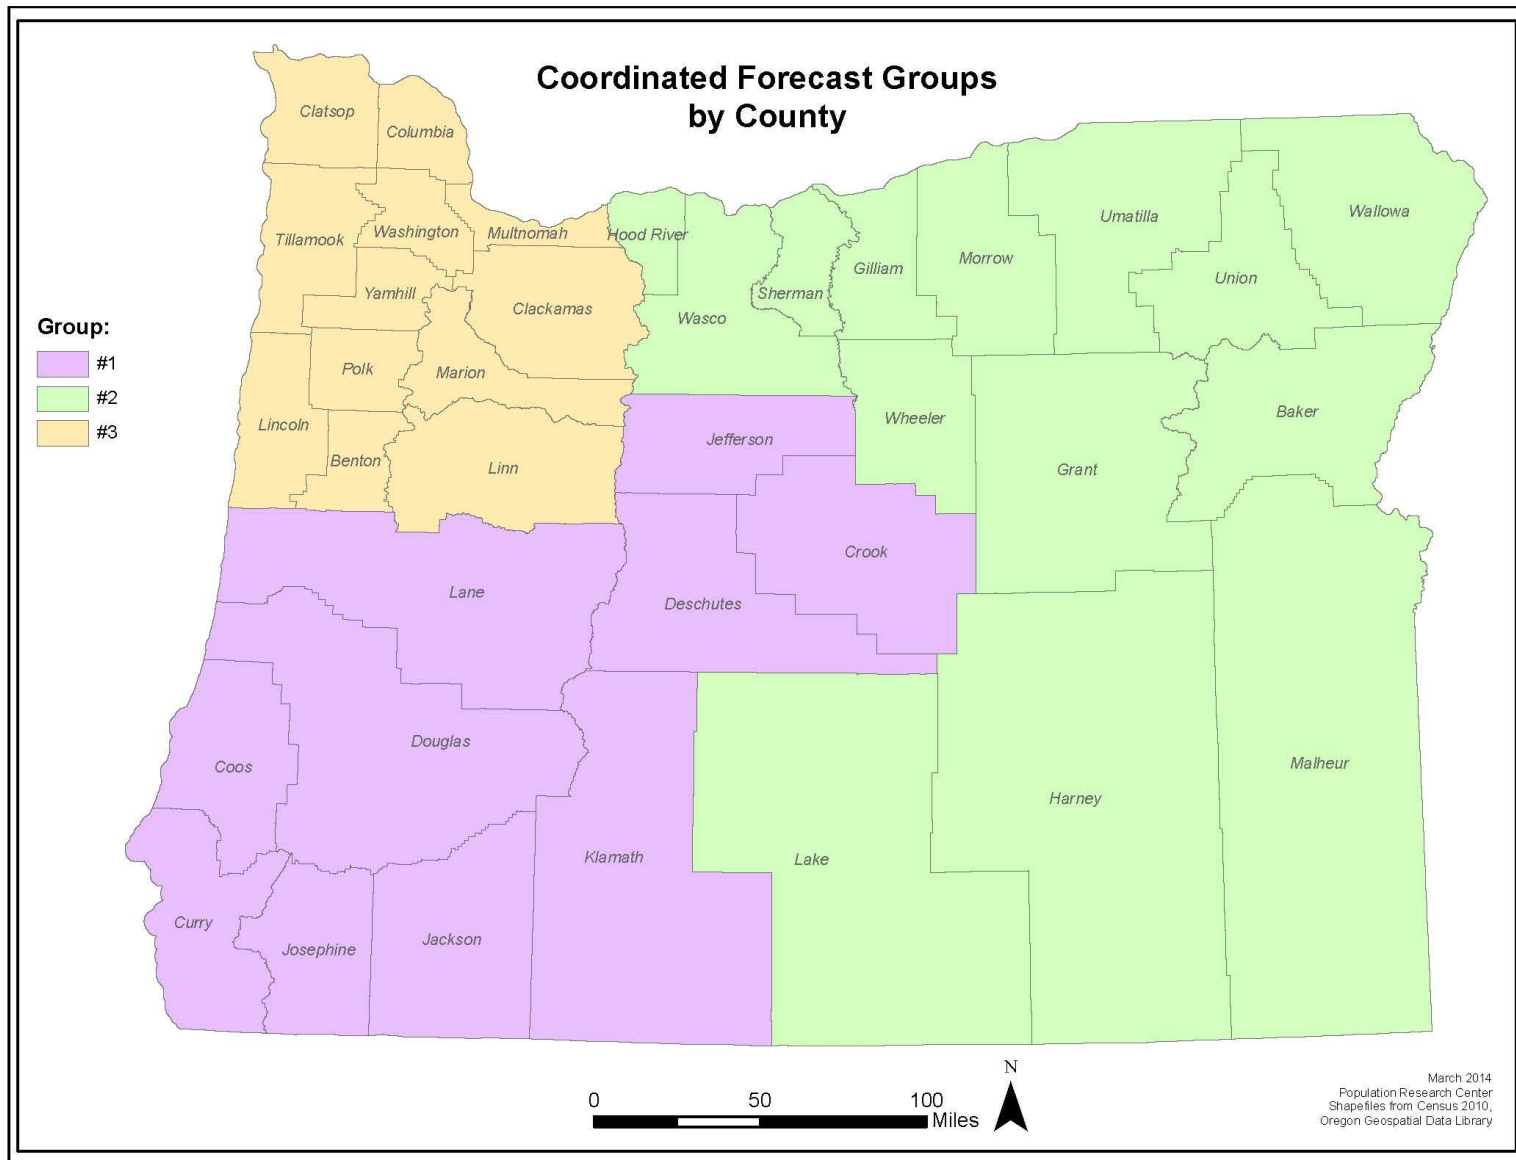 Coordinated Forecast Groups
by County
Clatsop
Columbia
Tillamook
Washington
Multnomah
Hood River
Yamhill
Clackamas
Wasco
Sherman
Gilliam
Morrow
Umatilla
Union
Wallowa
Group:
#1
#2
#3
Polk
Marion
Lincoln
Benton
Linn
Jefferson
Wheeler
Grant
Baker
Lane
Deschutes
Crook
Coos
Douglas
Klamath
Lake
Harney
Malheur
Curry
Josephine
Jackson
N
0 50 100
Miles
March 2014
Population Research Center
Shapefiles from Census 2010,
Oregon Geospatial Data Library